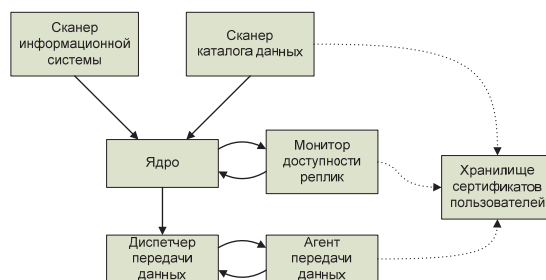 Сканер
информационной
системы
Сканер
каталога данных
Ядро
Монитор
доступности
реплик
Хранилище
сертификатов
пользователей
Диспетчер
передачи
данных
Агент
передачи
данных